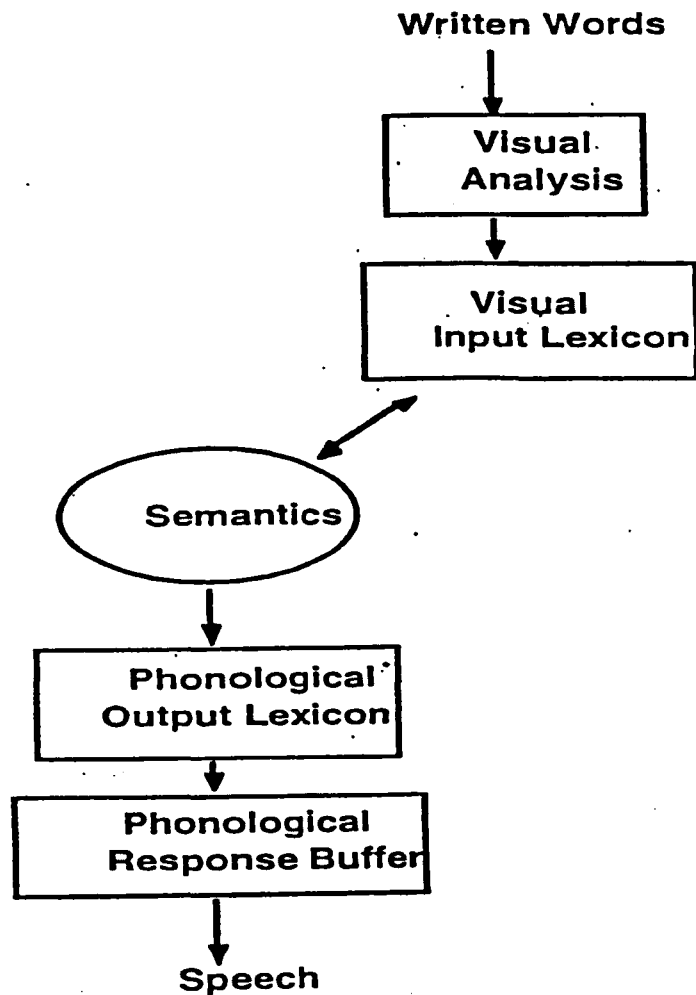 Written Words
Visual
Analysis
Visual
Input Lexicon
Semantics
Phonological
Output Lexicon
Phonological
Response Buffer
Speech